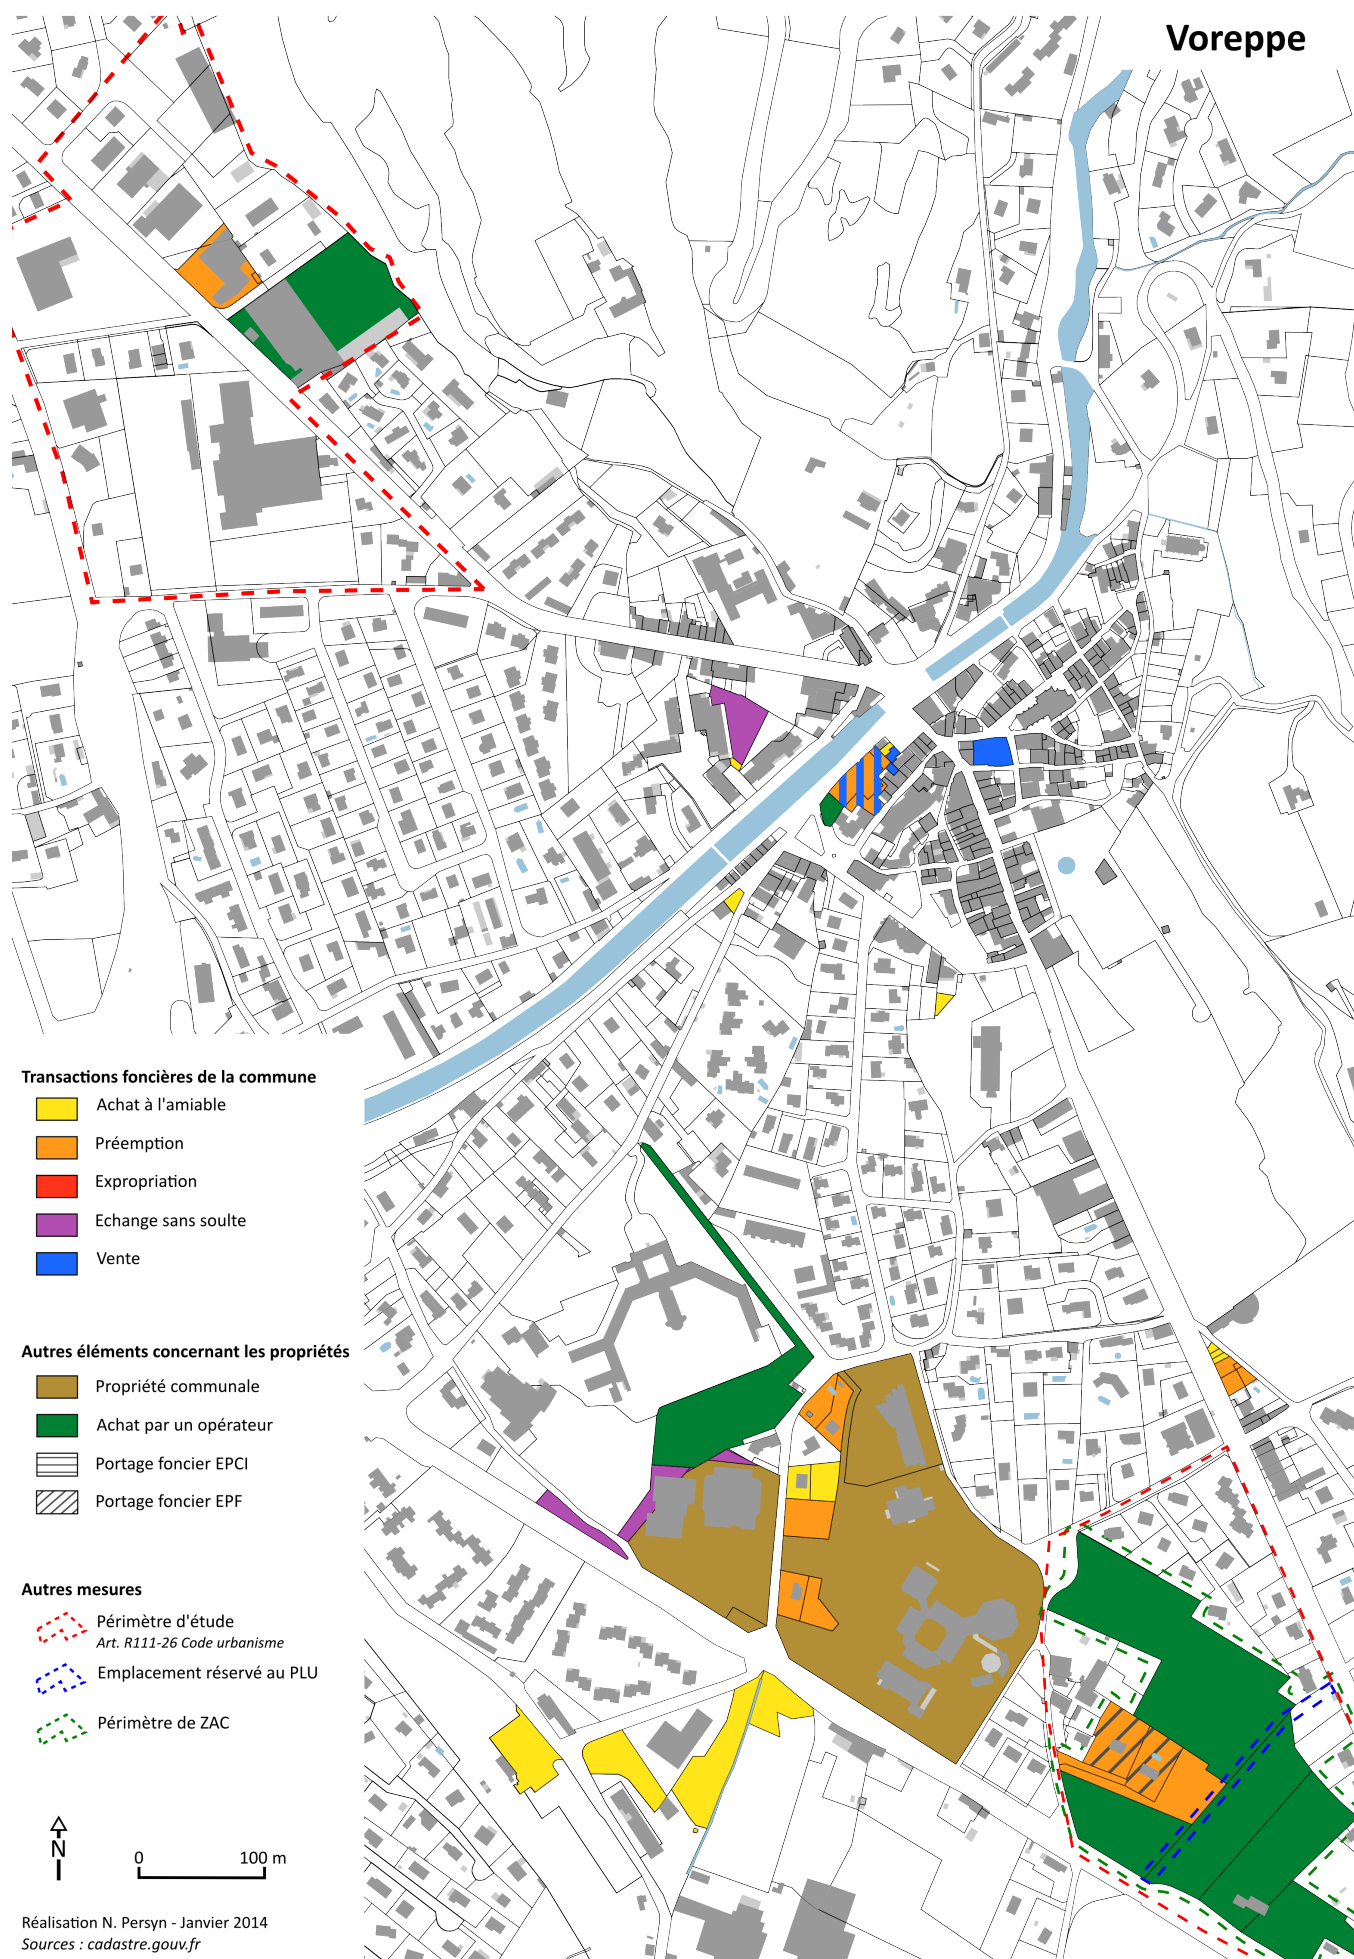 Voreppe
Transactions foncières de la commune
Achat à l'amiable
Préemption
Expropriation
Echange sans soulte
Vente
Autres éléments concernant les propriétés
Propriété communale
Achat par un opérateur
Portage foncier EPCI
Portage foncier EPF
Autres mesures
Périmètre d'étude
Art. R111-26 Code urbanisme
Emplacement réservé au PLU
Périmètre de ZAC
N
0 100 m
Réalisation N. Persyn - Janvier 2014
Sources : cadastre.gouv.fr